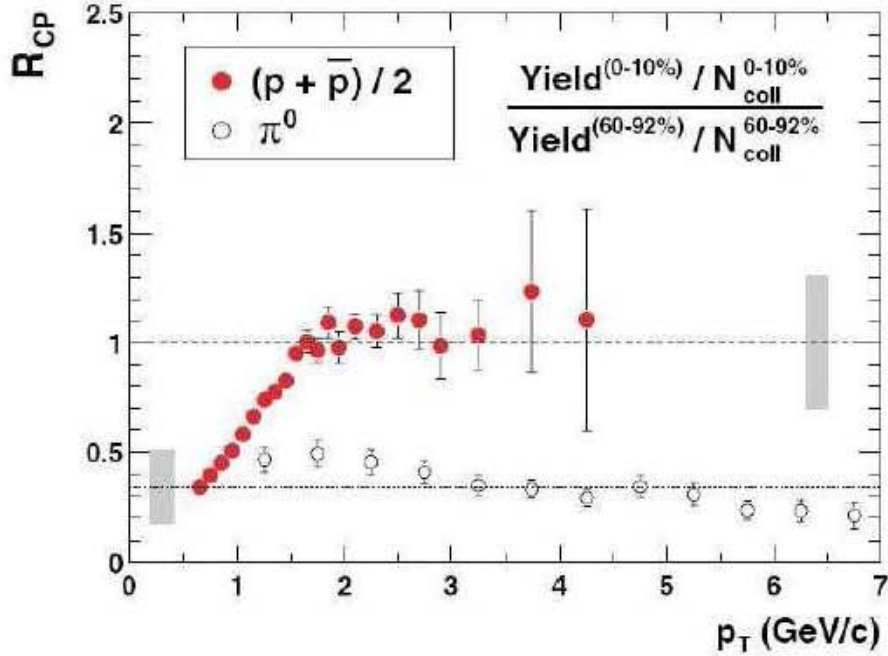 R_CP
2.5
2
1.5
1
0.5
0
(p + p̅) / 2
π⁰
Yield^(0-10%) / N_coll^0-10%
Yield^(60-92%) / N_coll^60-92%
0 1 2 3 4 5 6 7
p_T (GeV/c)